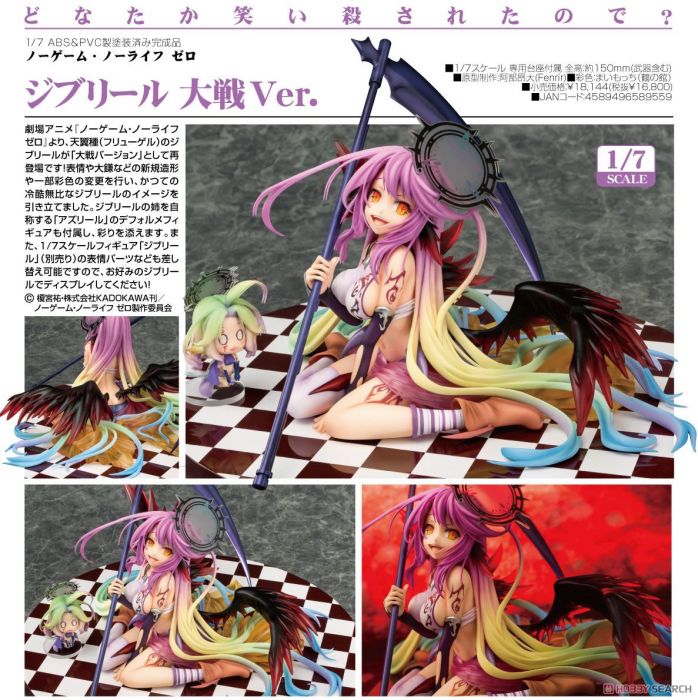 どなたか笑い殺されたので？
1/7 ABS&PVC製塗装済み完成品
ノーゲーム・ノーライフ ゼロ
ジブリール 大戦Ver.
■1/7スケール 専用台座付属 全高:約150mm(武器含む)
■原型制作:阿部昂大(Fenrir)■彩色:まいもっち(鶴の館)
■小売価格:¥18,144(税抜¥16,800)
■JANコード:4589496589559
劇場アニメ『ノーゲーム・ノーライフ
ゼロ』より、天翼種(フリューゲル)のジ
ブリールが「大戦バージョン」として再
登場です!表情や大鎌などの新規造形
や一部彩色の変更を行い、かつての
冷酷無比なジブリールのイメージを
引き立てました。ジブリールの姉を自
称する「アズリール」のデフォルメフィ
ギュアも付属し、彩りを添えます。ま
た、1/7スケールフィギュア「ジブリー
ル」(別売り)の表情パーツなども差し
替え可能ですので、お好みのジブリー
ルでディスプレイしてください!
© 榎宮祐・株式会社KADOKAWA刊／
ノーゲーム・ノーライフ ゼロ製作委員会
1/7
SCALE
HOBBY SEARCH